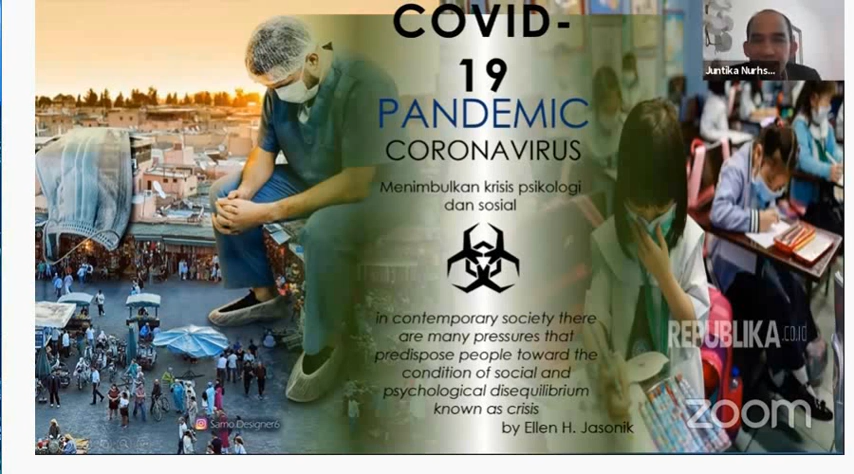 COVID-
19
PANDEMIC
CORONAVIRUS
Menimbulkan krisis psikologi
dan sosial
in contemporary society there
are many pressures that
predispose people toward the
condition of social and
psychological disequilibrium
known as crisis
by Ellen H. Jasonik
Juntika Nurhs...
REPUBLIKA.co.id
Samo Designer6
zoom